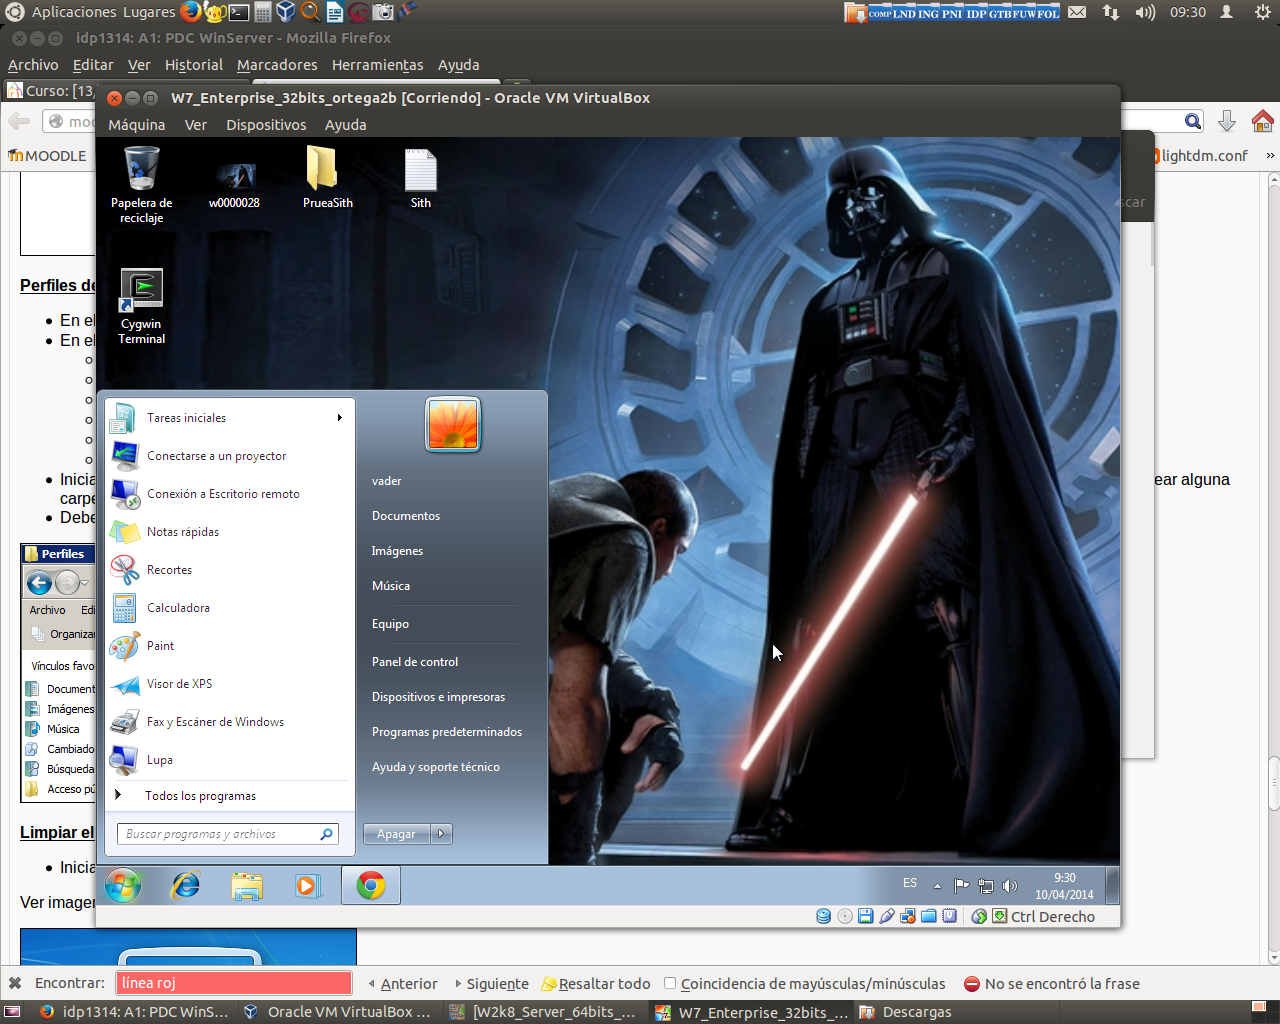 Aplicaciones Lugares
COMP LND ING PNI IDP GTB FUW FOL
09:30
idp1314: A1: PDC WinServer - Mozilla Firefox
Archivo Editar Ver Historial Marcadores Herramientas Ayuda
Curso: [13,
W7_Enterprise_32bits_ortega2b [Corriendo] - Oracle VM VirtualBox
Máquina Ver Dispositivos Ayuda
moo
MOODLE
lightdm.conf
»
scar
Papelera de
reciclaje
w0000028
PrueaSith
Sith
Cygwin
Terminal
Perfiles de
En el
En el
Inicia
ear alguna
carpe
Debe
Perfiles
Archivo Edi
Organiza
Vínculos favo
Document
Imágenes
Música
Cambiado
Búsqueda
Acceso pú
Limpiar el
Inicia
Ver imagen
Tareas iniciales
Conectarse a un proyector
Conexión a Escritorio remoto
Notas rápidas
Recortes
Calculadora
Paint
Visor de XPS
Fax y Escáner de Windows
Lupa
Todos los programas
Buscar programas y archivos
vader
Documentos
Imágenes
Música
Equipo
Panel de control
Dispositivos e impresoras
Programas predeterminados
Ayuda y soporte técnico
Apagar
ES
9:30
10/04/2014
Ctrl Derecho
Encontrar: línea roj Anterior Siguiente Resaltar todo Coincidencia de mayúsculas/minúsculas No se encontró la frase
idp1314: A1: PDC WinS... Oracle VM VirtualBox ... [W2k8_Server_64bits_... W7_Enterprise_32bits_... Descargas